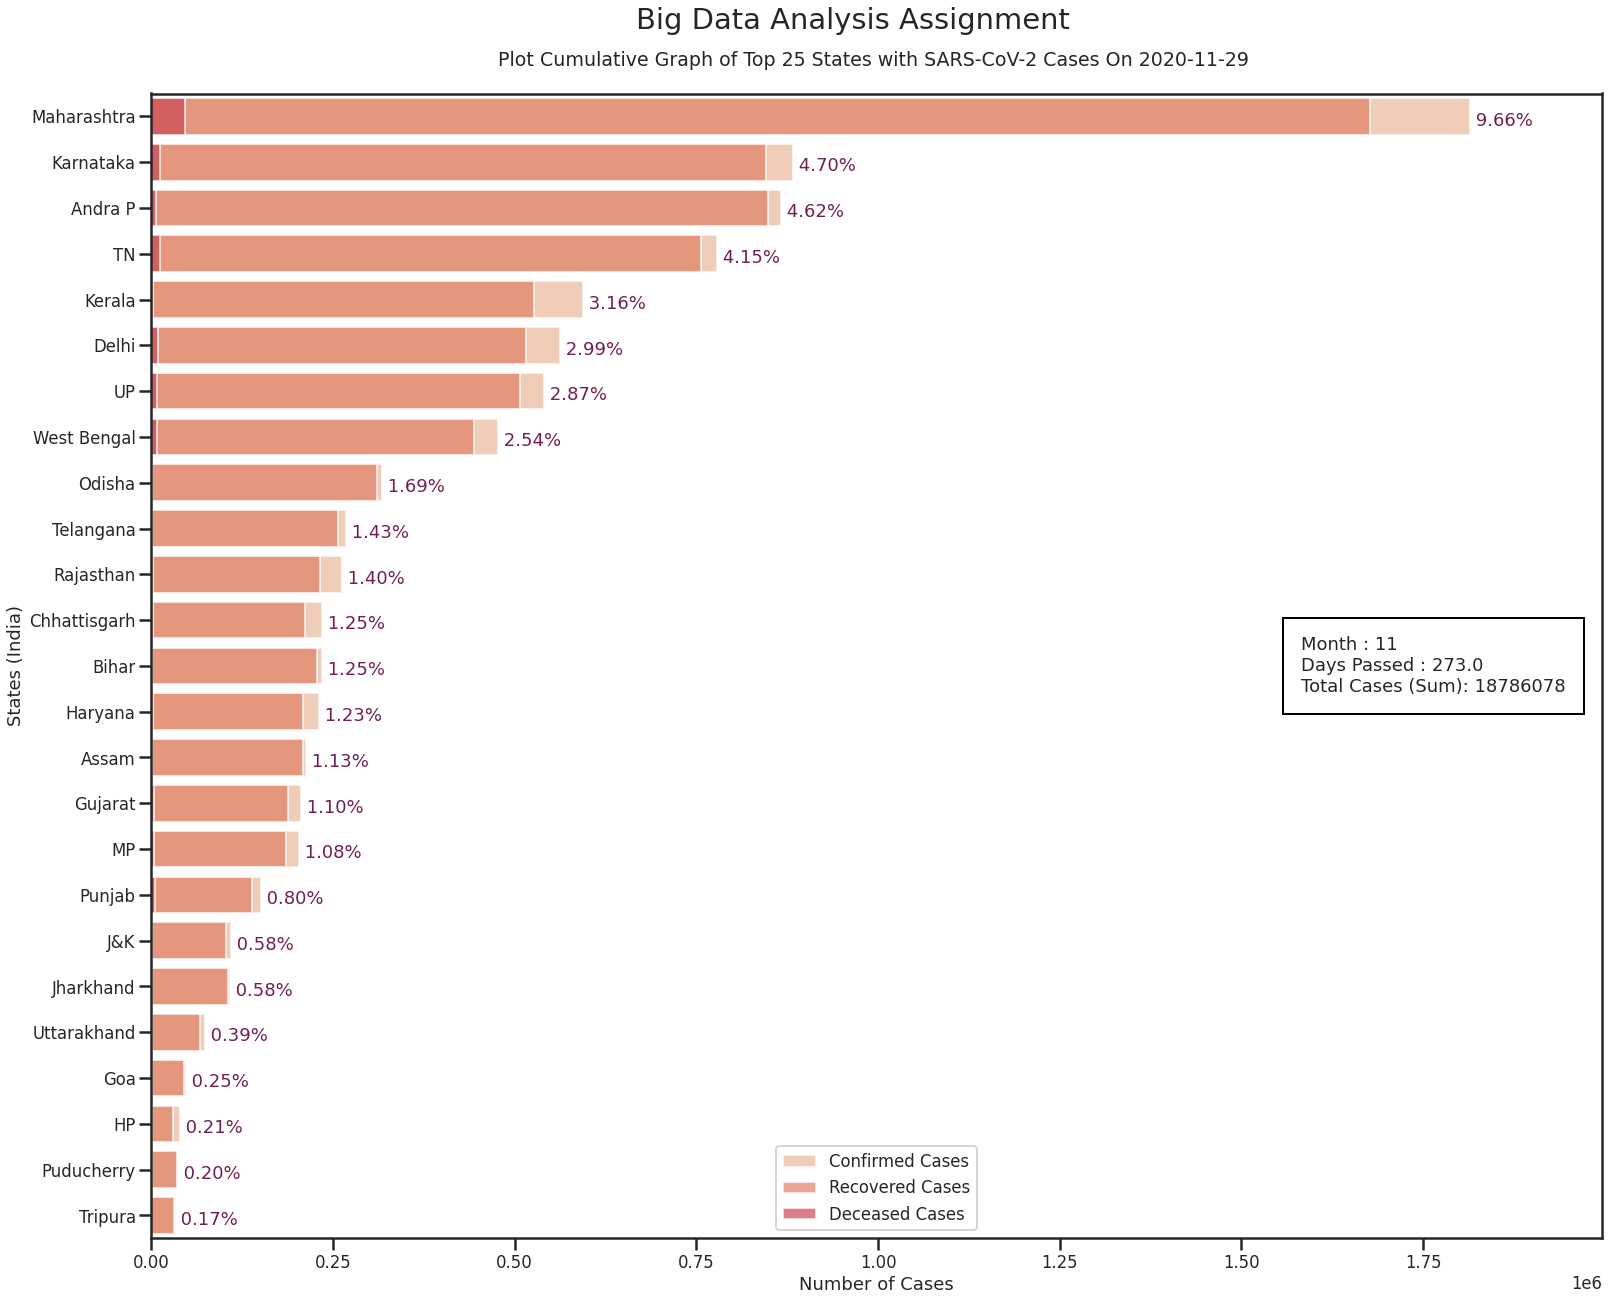 Big Data Analysis Assignment
Plot Cumulative Graph of Top 25 States with SARS-CoV-2 Cases On 2020-11-29
Maharashtra 9.66%
Karnataka 4.70%
Andra P 4.62%
TN 4.15%
Kerala 3.16%
Delhi 2.99%
UP 2.87%
West Bengal 2.54%
Odisha 1.69%
Telangana 1.43%
Rajasthan 1.40%
Chhattisgarh 1.25%
Bihar 1.25%
Haryana 1.23%
Assam 1.13%
Gujarat 1.10%
MP 1.08%
Punjab 0.80%
J&K 0.58%
Jharkhand 0.58%
Uttarakhand 0.39%
Goa 0.25%
HP 0.21%
Puducherry 0.20%
Tripura 0.17%
States (India)
Month : 11
Days Passed : 273.0
Total Cases (Sum): 18786078
Confirmed Cases
Recovered Cases
Deceased Cases
0.00 0.25 0.50 0.75 1.00 1.25 1.50 1.75
Number of Cases
1e6